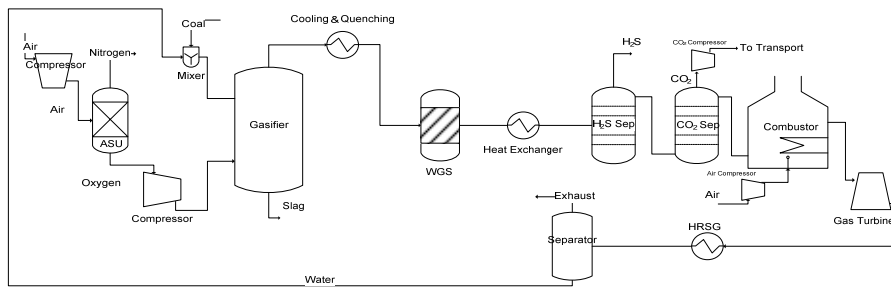 Cooling & Quenching
Coal
H2S
CO2 Compressor
To Transport
Air
Compressor
Nitrogen
Mixer
CO2
Air
ASU
Gasifier
WGS
Heat Exchanger
H2S Sep
CO2 Sep
Combustor
Oxygen
Compressor
Slag
Air Compressor
Air
Gas Turbine
Exhaust
Separator
HRSG
Water